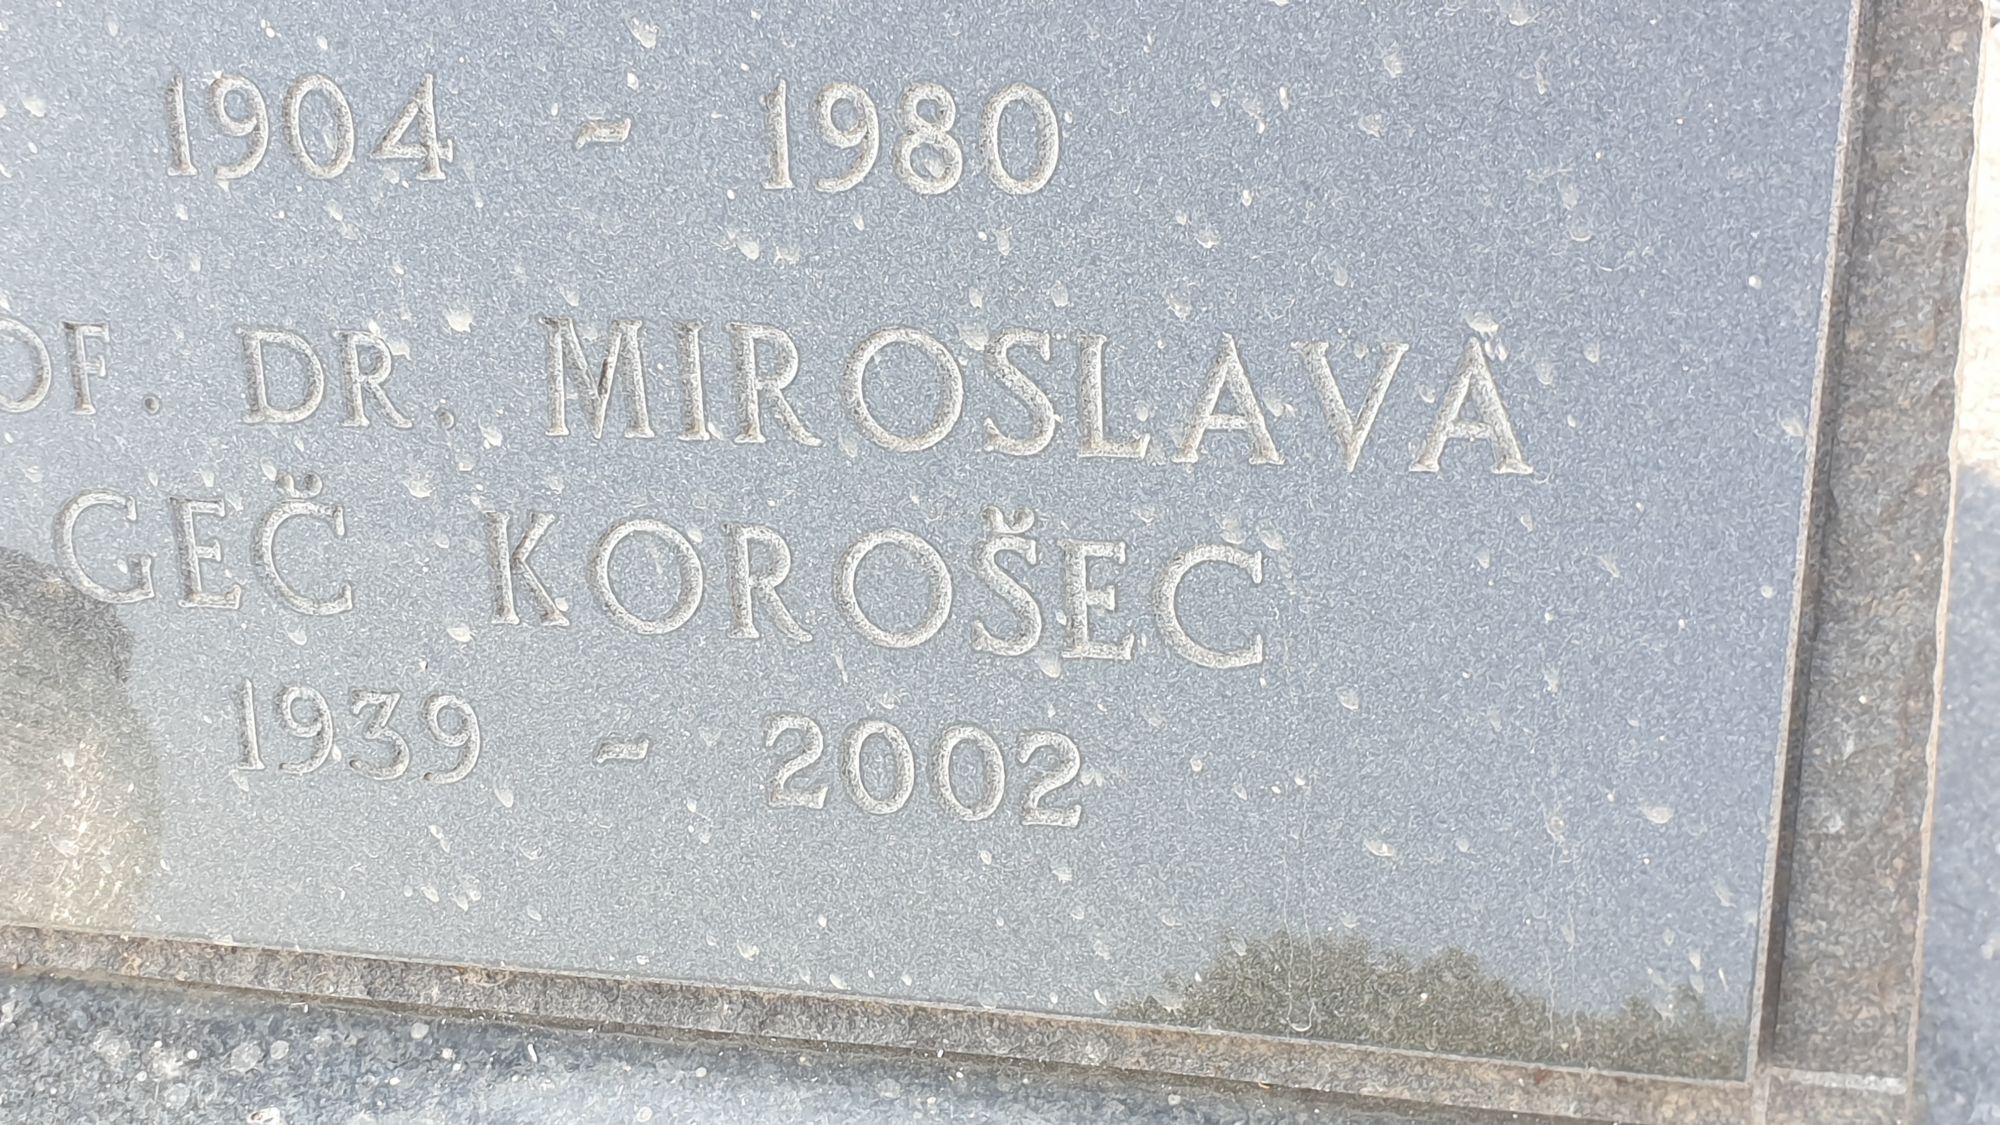 1904 - 1980
OF. DR. MIROSLAVA
GEČ KOROŠEC
1939 - 2002